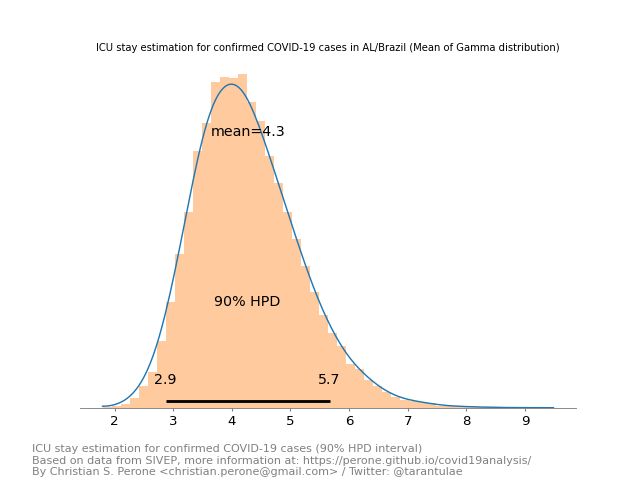 ICU stay estimation for confirmed COVID-19 cases in AL/Brazil (Mean of Gamma distribution)
mean=4.3
90% HPD
2.9 5.7
2 3 4 5 6 7 8 9
ICU stay estimation for confirmed COVID-19 cases (90% HPD interval)
Based on data from SIVEP, more information at: https://perone.github.io/covid19analysis/
By Christian S. Perone <christian.perone@gmail.com> / Twitter: @tarantulae